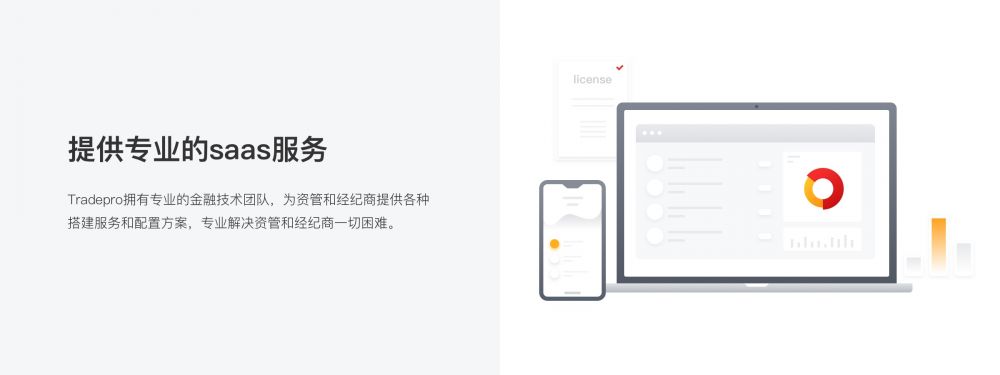 提供专业的saas服务
Tradepro拥有专业的金融技术团队，为资管和经纪商提供各种
搭建服务和配置方案，专业解决资管和经纪商一切困难。
license